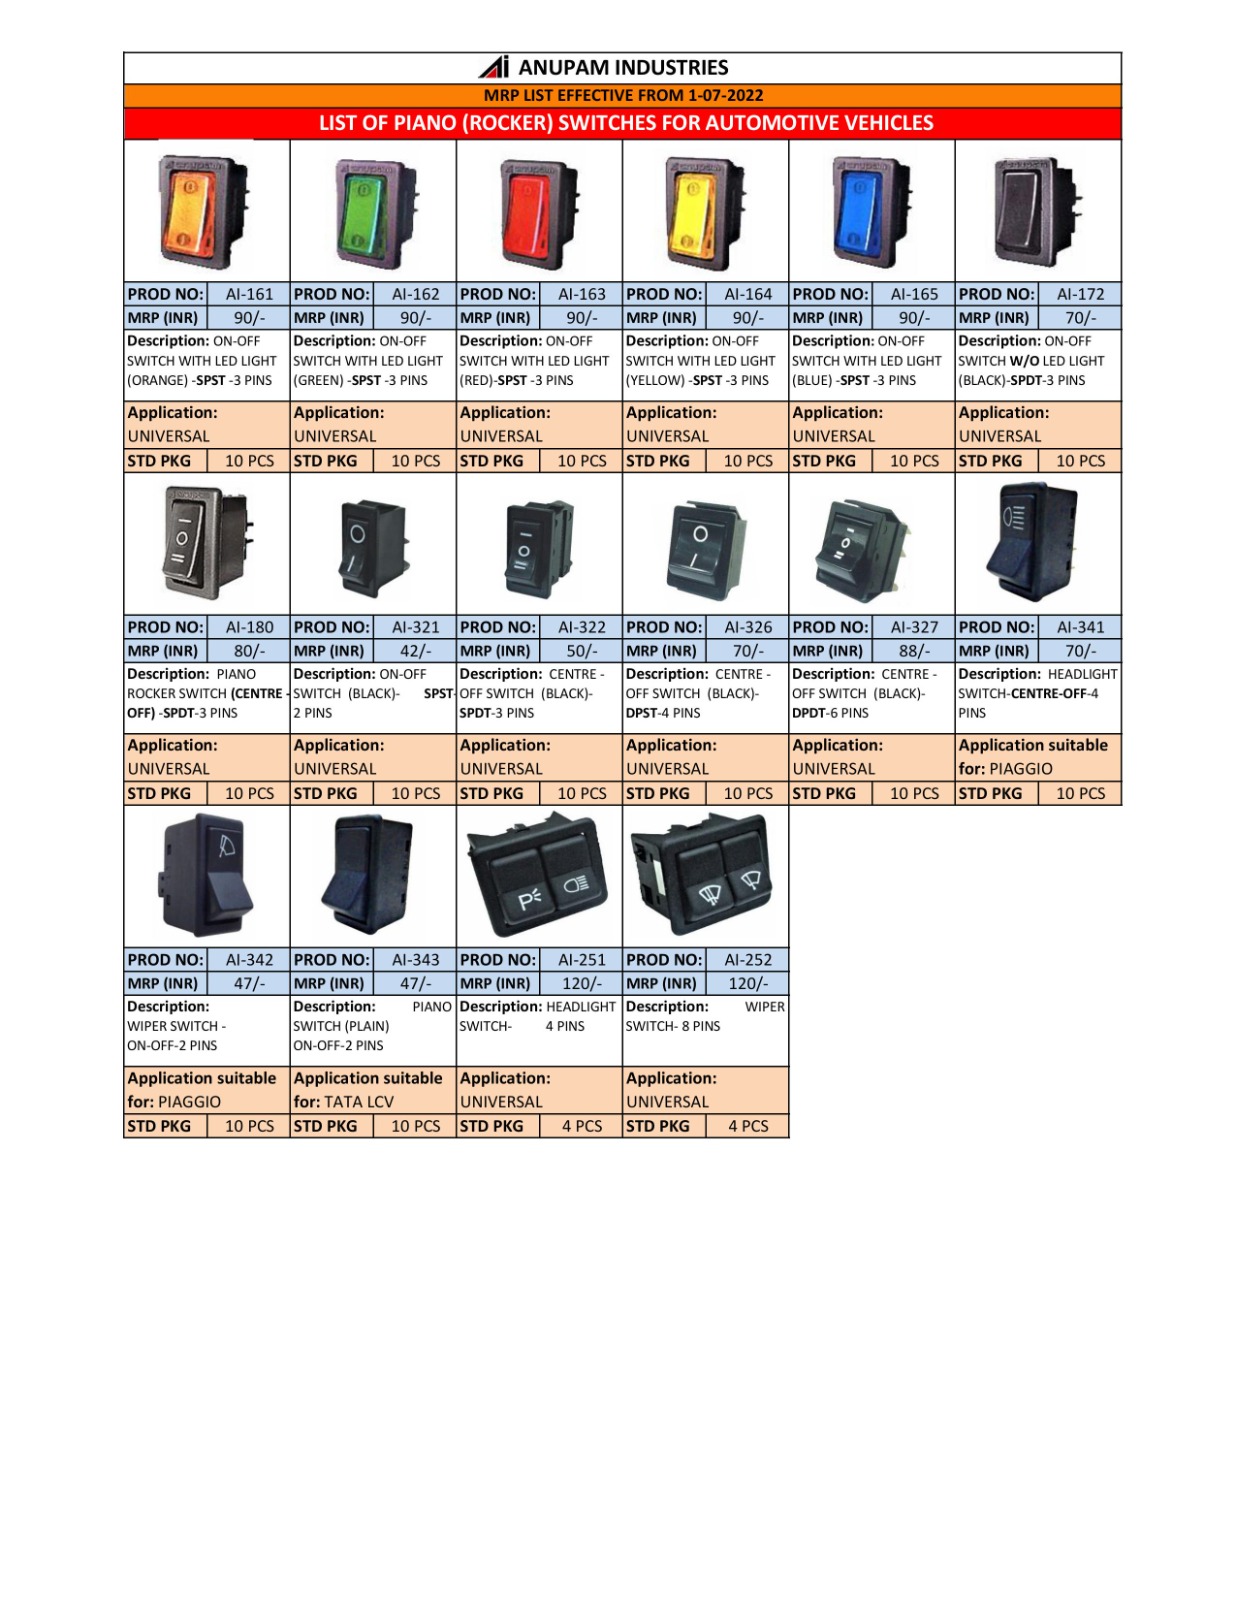 Ai ANUPAM INDUSTRIES
MRP LIST EFFECTIVE FROM 1-07-2022
LIST OF PIANO (ROCKER) SWITCHES FOR AUTOMOTIVE VEHICLES
PROD NO: AI-161 PROD NO: AI-162 PROD NO: AI-163 PROD NO: AI-164 PROD NO: AI-165 PROD NO: AI-172
MRP (INR) 90/- MRP (INR) 90/- MRP (INR) 90/- MRP (INR) 90/- MRP (INR) 90/- MRP (INR) 70/-
Description: ON-OFF Description: ON-OFF Description: ON-OFF Description: ON-OFF Description: ON-OFF Description: ON-OFF
SWITCH WITH LED LIGHT SWITCH WITH LED LIGHT SWITCH WITH LED LIGHT SWITCH WITH LED LIGHT SWITCH WITH LED LIGHT SWITCH W/O LED LIGHT
(ORANGE) -SPST -3 PINS (GREEN) -SPST -3 PINS (RED)-SPST -3 PINS (YELLOW) -SPST -3 PINS (BLUE) -SPST -3 PINS (BLACK)-SPDT-3 PINS
Application: Application: Application: Application: Application: Application:
UNIVERSAL UNIVERSAL UNIVERSAL UNIVERSAL UNIVERSAL UNIVERSAL
STD PKG 10 PCS STD PKG 10 PCS STD PKG 10 PCS STD PKG 10 PCS STD PKG 10 PCS STD PKG 10 PCS
PROD NO: AI-180 PROD NO: AI-321 PROD NO: AI-322 PROD NO: AI-326 PROD NO: AI-327 PROD NO: AI-341
MRP (INR) 80/- MRP (INR) 42/- MRP (INR) 50/- MRP (INR) 70/- MRP (INR) 88/- MRP (INR) 70/-
Description: PIANO Description: ON-OFF Description: CENTRE - Description: CENTRE - Description: CENTRE - Description: HEADLIGHT
ROCKER SWITCH (CENTRE - SWITCH (BLACK)- SPST- OFF SWITCH (BLACK)- OFF SWITCH (BLACK)- OFF SWITCH (BLACK)- SWITCH-CENTRE-OFF-4
OFF) -SPDT-3 PINS 2 PINS SPDT-3 PINS DPST-4 PINS DPDT-6 PINS PINS
Application: Application: Application: Application: Application: Application suitable
UNIVERSAL UNIVERSAL UNIVERSAL UNIVERSAL UNIVERSAL for: PIAGGIO
STD PKG 10 PCS STD PKG 10 PCS STD PKG 10 PCS STD PKG 10 PCS STD PKG 10 PCS STD PKG 10 PCS
P
PROD NO: AI-342 PROD NO: AI-343 PROD NO: AI-251 PROD NO: AI-252
MRP (INR) 47/- MRP (INR) 47/- MRP (INR) 120/- MRP (INR) 120/-
Description: Description: PIANO Description: HEADLIGHT Description: WIPER
WIPER SWITCH - SWITCH (PLAIN) SWITCH- 4 PINS SWITCH- 8 PINS
ON-OFF-2 PINS ON-OFF-2 PINS
Application suitable Application suitable Application: Application:
for: PIAGGIO for: TATA LCV UNIVERSAL UNIVERSAL
STD PKG 10 PCS STD PKG 10 PCS STD PKG 4 PCS STD PKG 4 PCS